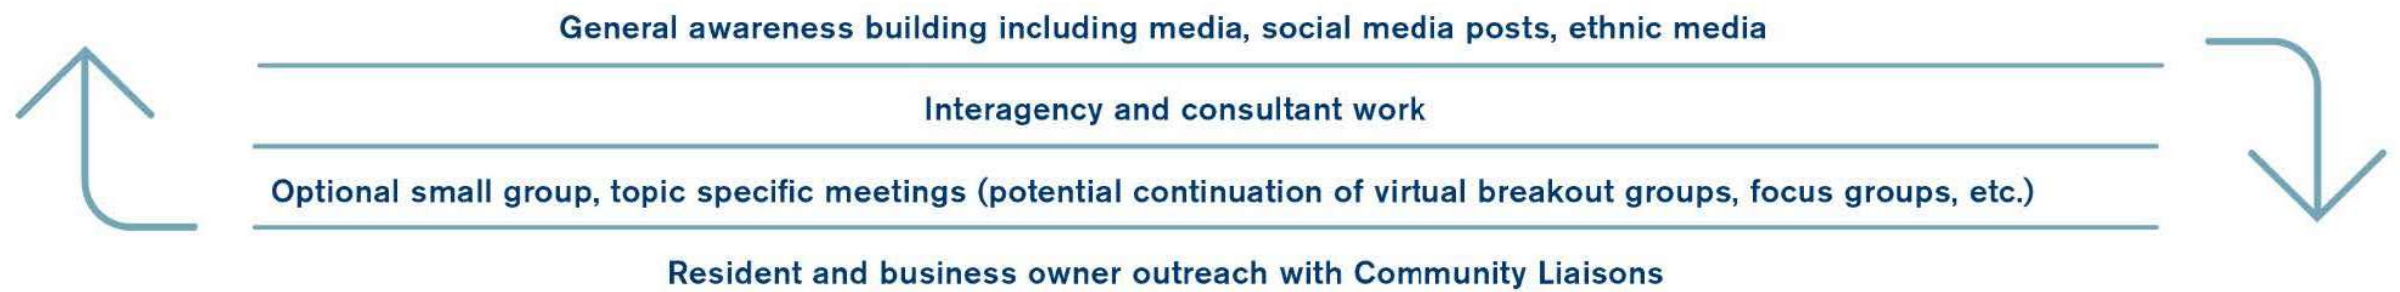 General awareness building including media, social media posts, ethnic media
Interagency and consultant work
Optional small group, topic specific meetings (potential continuation of virtual breakout groups, focus groups, etc.)
Resident and business owner outreach with Community Liaisons